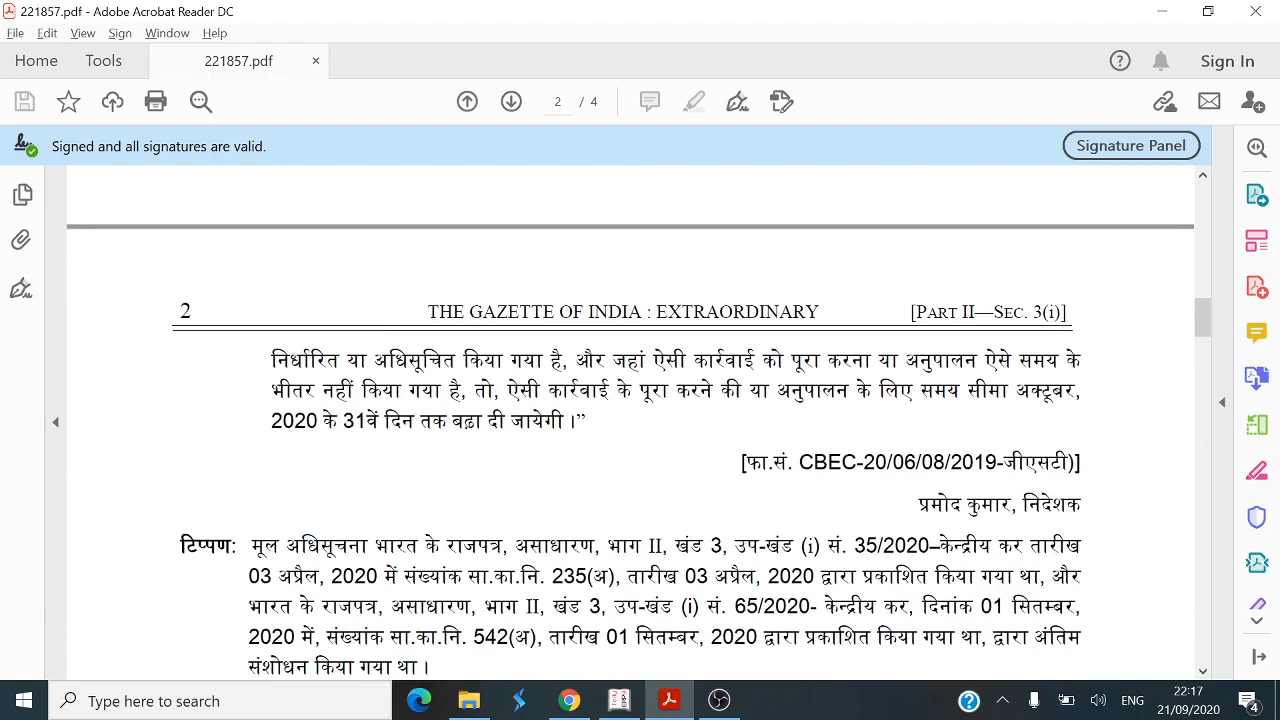 221857.pdf - Adobe Acrobat Reader DC
File Edit View Sign Window Help
Home Tools 221857.pdf × Sign In
2 / 4
Signed and all signatures are valid. Signature Panel
2 THE GAZETTE OF INDIA : EXTRAORDINARY [PART II—SEC. 3(i)]
निर्धारित या अधिसूचित किया गया है, और जहां ऐसी कार्रवाई को पूरा करना या अनुपालन ऐसे समय के
भीतर नहीं किया गया है, तो, ऐसी कार्रवाई के पूरा करने की या अनुपालन के लिए समय सीमा अक्टूबर,
2020 के 31वें दिन तक बढ़ा दी जायेगी ।”
[फा.सं. CBEC-20/06/08/2019-जीएसटी)]
प्रमोद कुमार, निदेशक
टिप्पण: मूल अधिसूचना भारत के राजपत्र, असाधारण, भाग II, खंड 3, उप-खंड (i) सं. 35/2020–केन्द्रीय कर तारीख
03 अप्रैल, 2020 में संख्यांक सा.का.नि. 235(अ), तारीख 03 अप्रैल, 2020 द्वारा प्रकाशित किया गया था, और
भारत के राजपत्र, असाधारण, भाग II, खंड 3, उप-खंड (i) सं. 65/2020- केन्द्रीय कर, दिनांक 01 सितम्बर,
2020 में, संख्यांक सा.का.नि. 542(अ), तारीख 01 सितम्बर, 2020 द्वारा प्रकाशित किया गया था, द्वारा अंतिम
संशोधन किया गया था ।
Type here to search ENG 22:17
21/09/2020 4